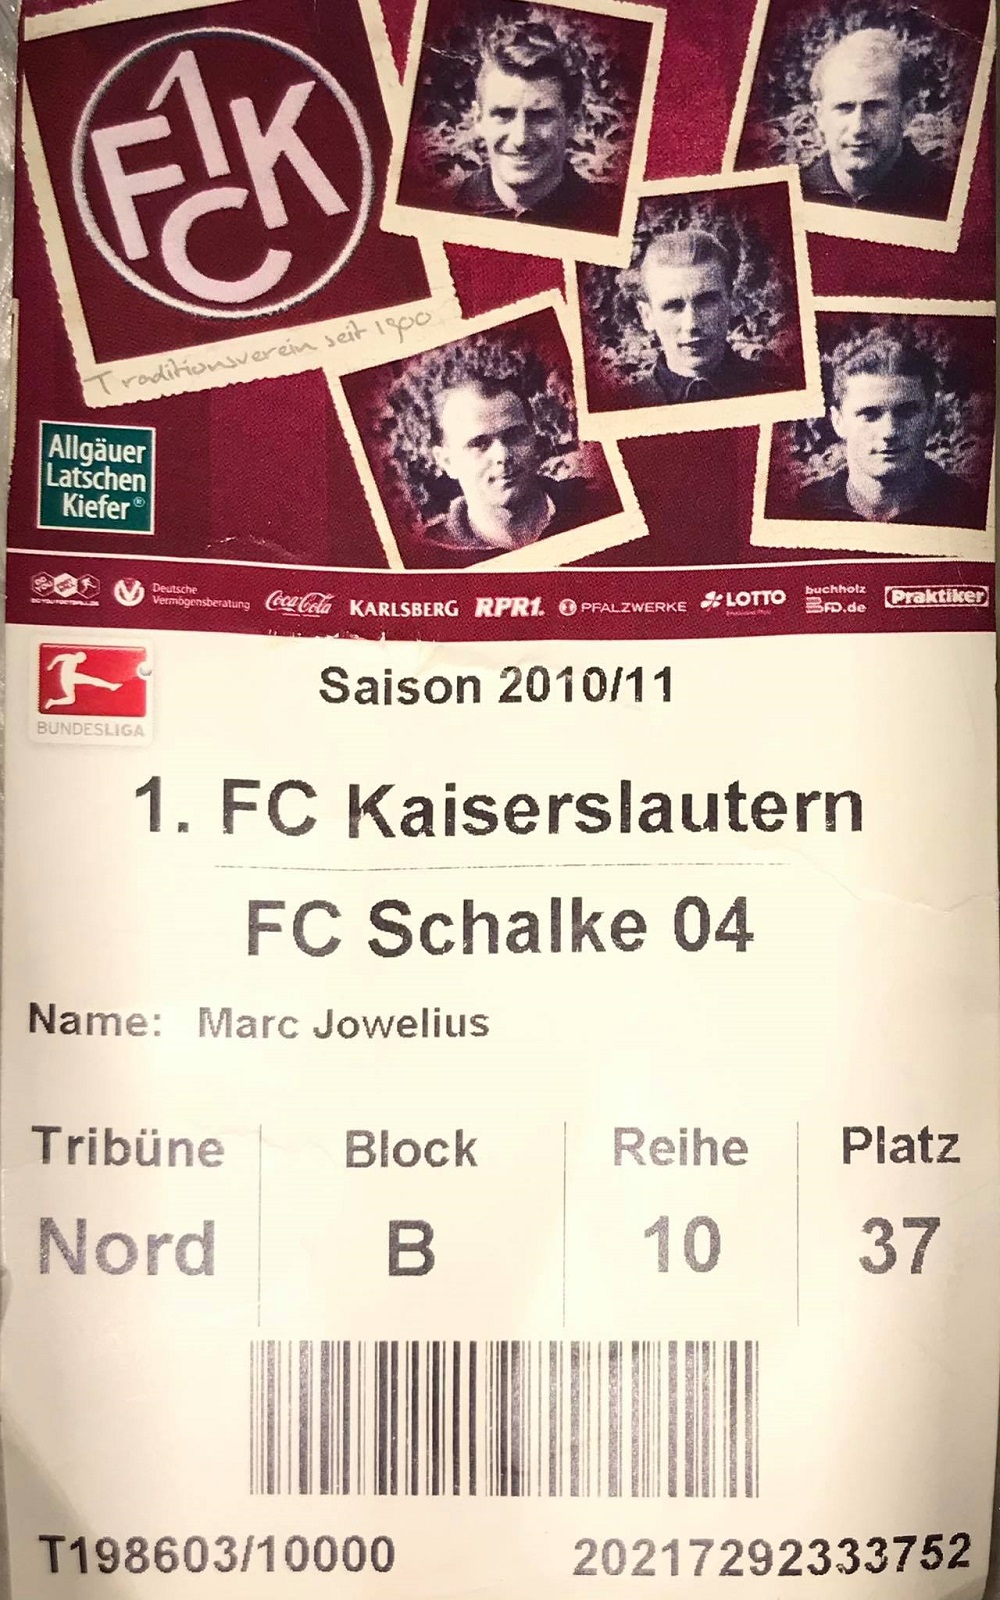 1
F K
C
Traditionsverein seit 1900
Allgäuer
Latschen
Kiefer®
Deutsche
Vermögensberatung
Coca-Cola
KARLSBERG
RPR1.
PFALZWERKE
LOTTO
buchholz
FD.de
Praktiker
BUNDESLIGA
Saison 2010/11
1. FC Kaiserslautern
FC Schalke 04
Name: Marc Jowelius
Tribüne Block Reihe Platz
Nord B 10 37
T198603/10000 20217292333752